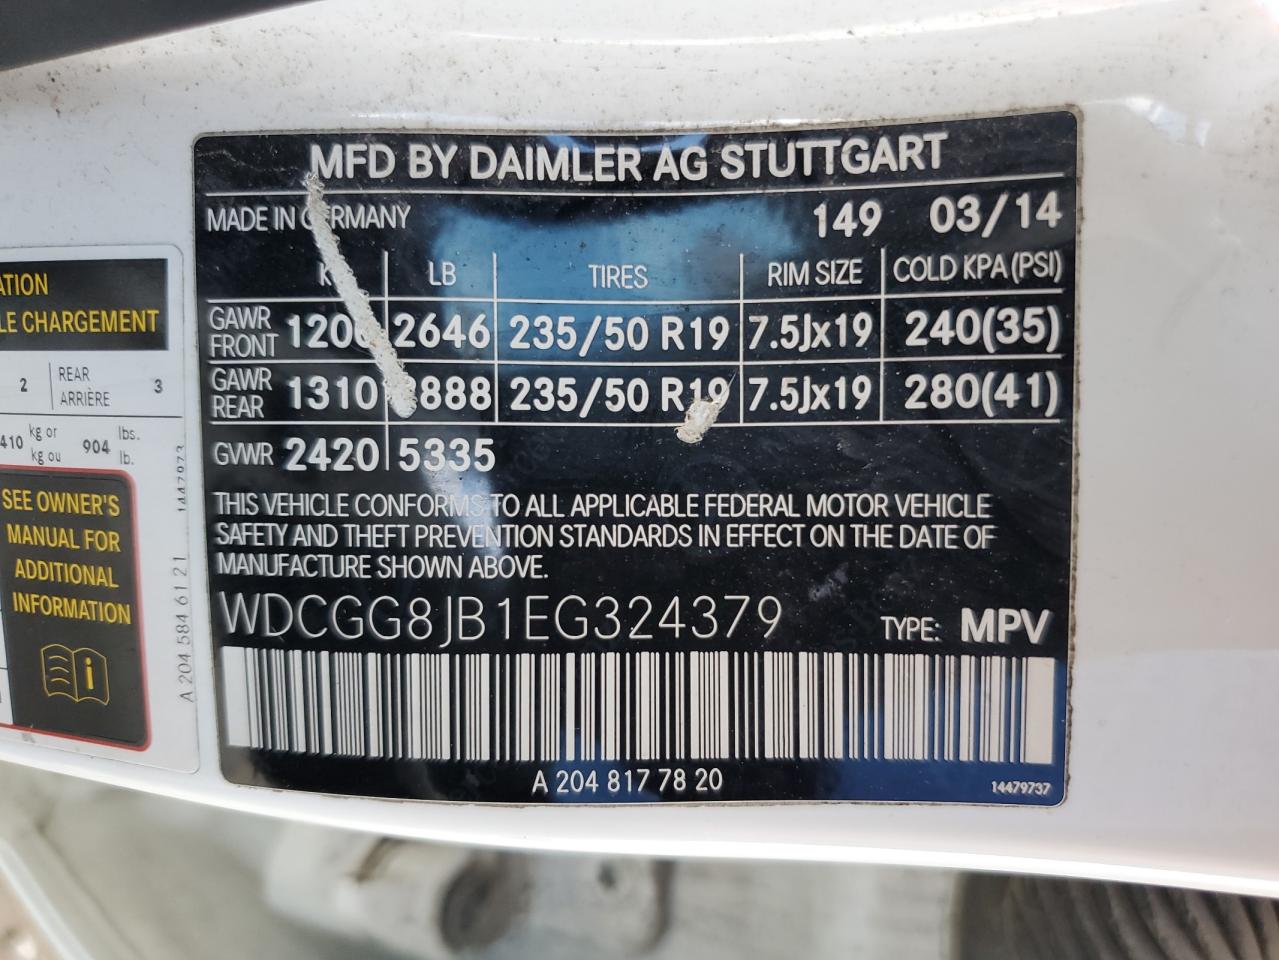 MFD BY DAIMLER AG STUTTGART
MADE IN GERMANY 149 03/14
LB TIRES RIM SIZE COLD KPA (PSI)
GAWR FRONT 1200 2646 235/50 R19 7.5Jx19 240(35)
GAWR REAR 1310 2888 235/50 R19 7.5Jx19 280(41)
GVWR 2420 5335
THIS VEHICLE CONFORMS TO ALL APPLICABLE FEDERAL MOTOR VEHICLE
SAFETY AND THEFT PREVENTION STANDARDS IN EFFECT ON THE DATE OF
MANUFACTURE SHOWN ABOVE.
WDCGG8JB1EG324379 TYPE: MPV
A 204 817 78 20
14479737
ATION
LE CHARGEMENT
2 REAR ARRIÈRE 3
410 kg or kg ou 904 lbs. lb.
SEE OWNER'S
MANUAL FOR
ADDITIONAL
INFORMATION
A 204 584 61 21